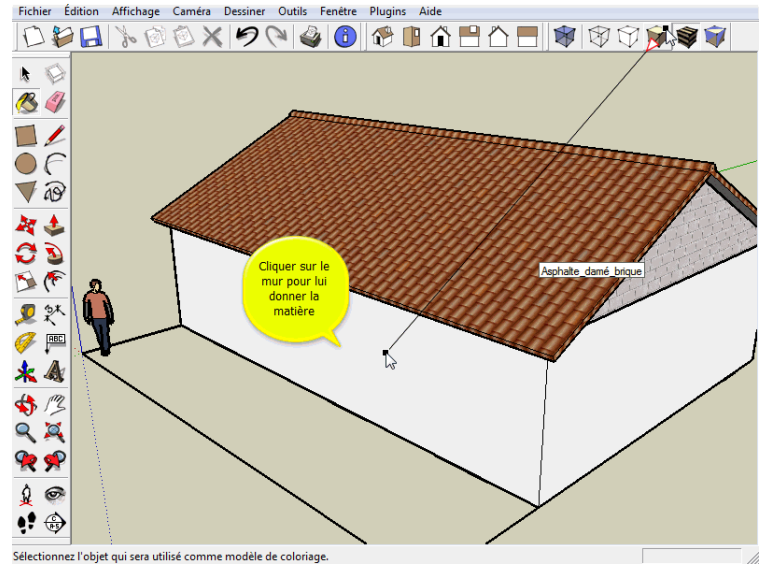 Fichier Édition Affichage Caméra Dessiner Outils Fenêtre Plugins Aide
Cliquer sur le
mur pour lui
donner la
matière
Asphalte_damé_brique
ABC
Sélectionnez l'objet qui sera utilisé comme modèle de coloriage.